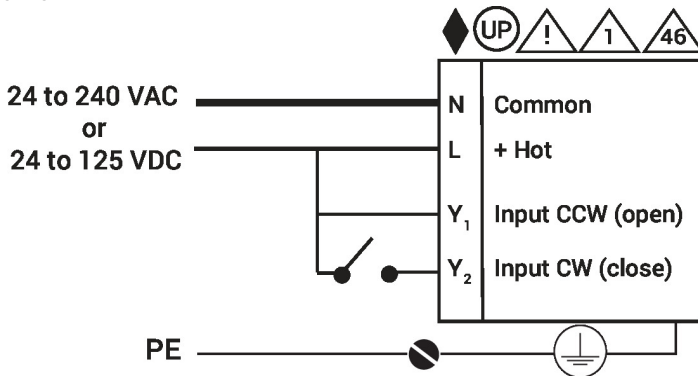 UP ! 1 46
24 to 240 VAC
or
24 to 125 VDC
N Common
L + Hot
Y₁ Input CCW (open)
Y₂ Input CW (close)
PE